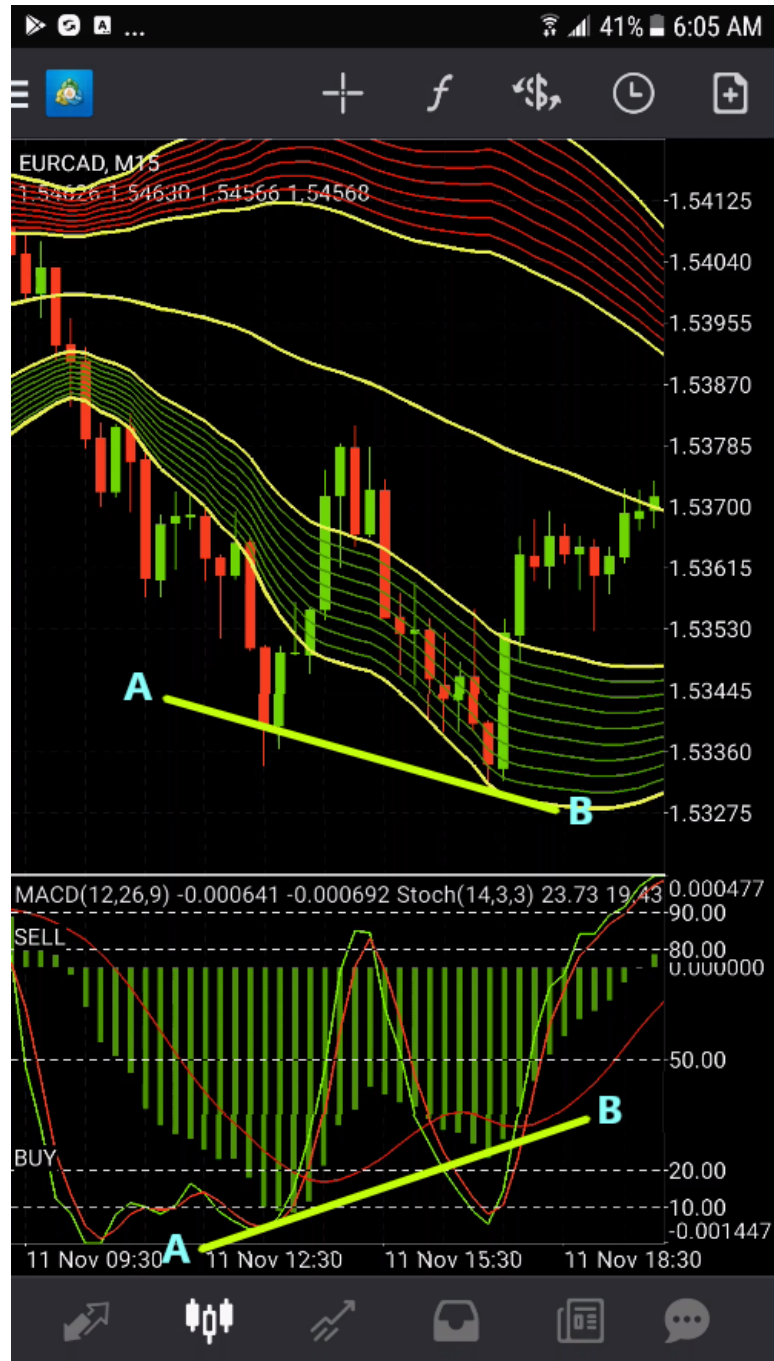 ... 41% 6:05 AM
f $
EURCAD, M15
1.54626 1.54630 1.54566 1.54568
1.54125
1.54040
1.53955
1.53870
1.53785
1.53700
1.53615
1.53530
1.53445
1.53360
1.53275
A
B
MACD(12,26,9) -0.000641 -0.000692 Stoch(14,3,3) 23.73 19.43
0.000477
90.00
SELL
80.00
0.000000
50.00
B
BUY
20.00
10.00
-0.001447
A
11 Nov 09:30 11 Nov 12:30 11 Nov 15:30 11 Nov 18:30